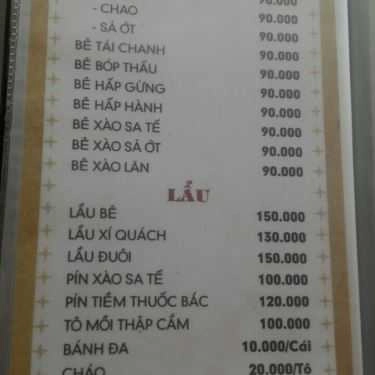 - CHAO 90.000
- SẢ ỚT 90.000
BÊ TÁI CHANH 90.000
BÊ BÓP THẤU 90.000
BÊ HẤP GỪNG 90.000
BÊ HẤP HÀNH 90.000
BÊ XÀO SA TẾ 90.000
BÊ XÀO SẢ ỚT 90.000
BÊ XÀO LĂN 90.000
LẨU
LẨU BÊ 150.000
LẨU XÍ QUÁCH 130.000
LẨU ĐUÔI 150.000
PÍN XÀO SA TẾ 100.000
PÍN TIỀM THUỐC BẮC 120.000
TÔ MỒI THẬP CẨM 100.000
BÁNH ĐA 10.000/Cái
CHÁO 20.000/Tô